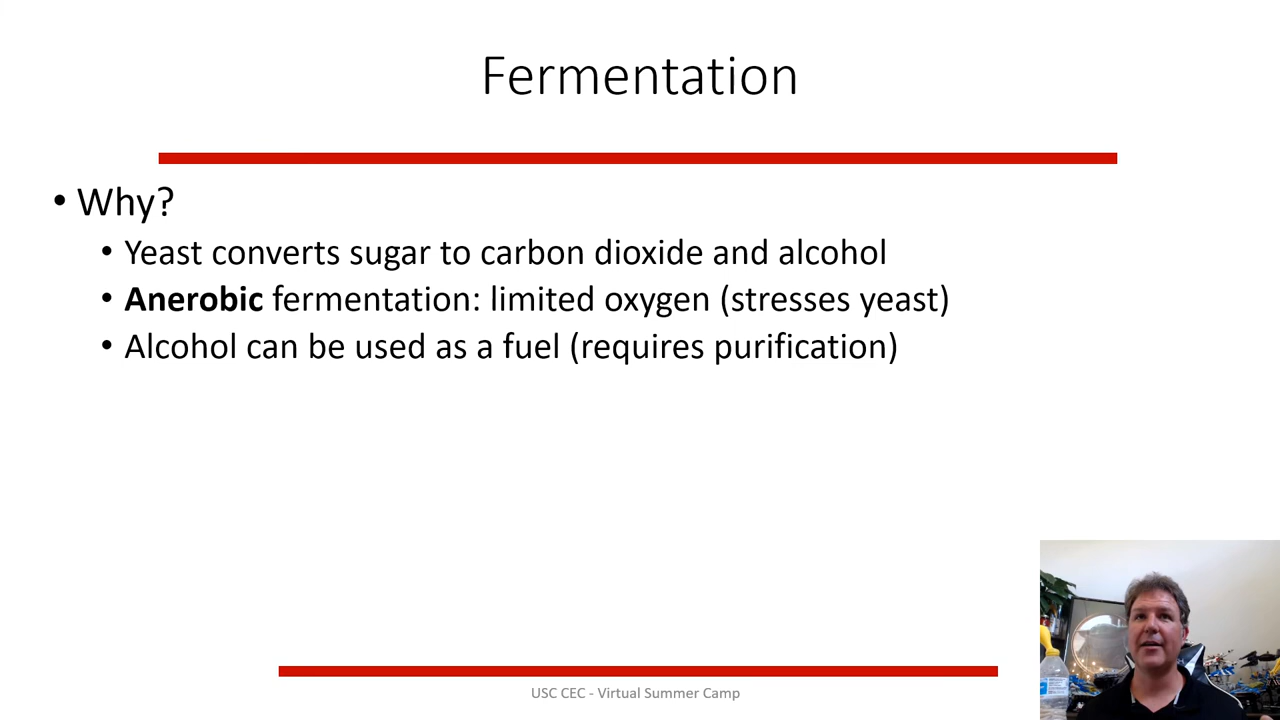 Fermentation
• Why?
• Yeast converts sugar to carbon dioxide and alcohol
• Anerobic fermentation: limited oxygen (stresses yeast)
• Alcohol can be used as a fuel (requires purification)
USC CEC - Virtual Summer Camp